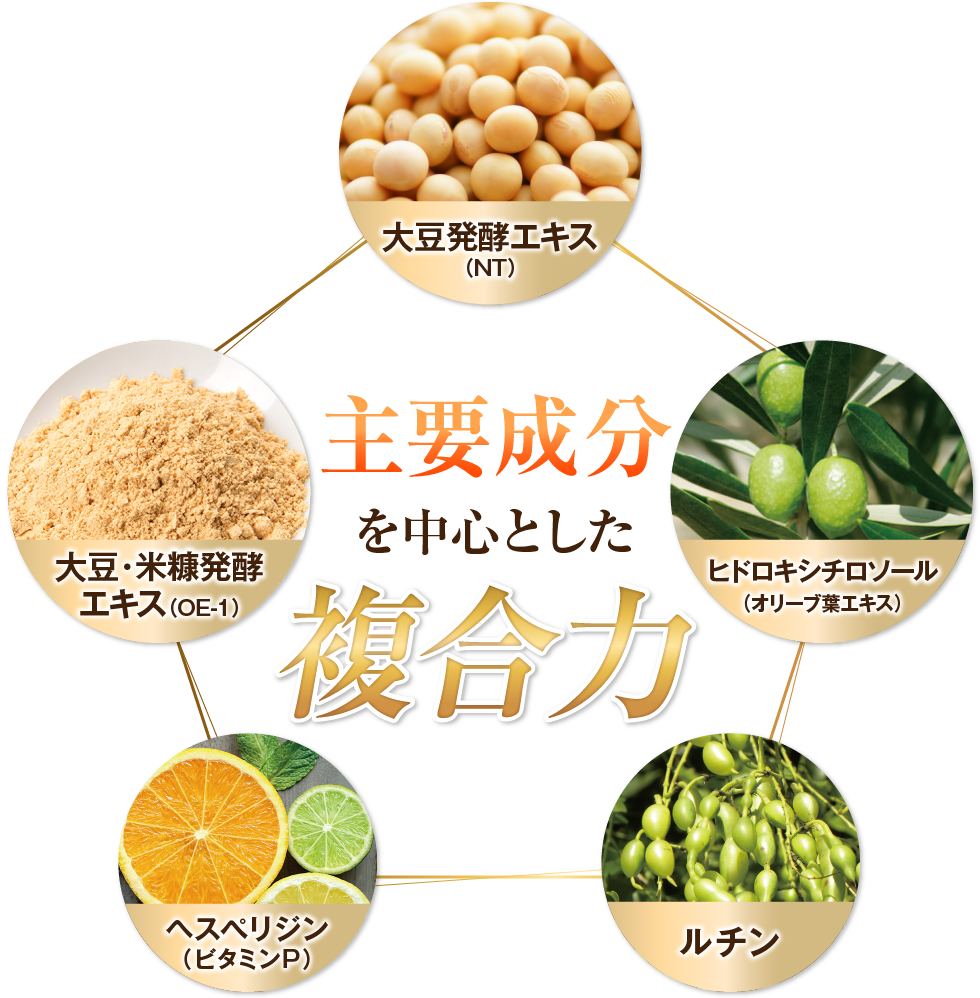 大豆発酵エキス
（NT）
主要成分
を中心とした
複合力
大豆・米糠発酵
エキス（OE-1）
ヒドロキシチロソール
（オリーブ葉エキス）
ヘスペリジン
（ビタミンP）
ルチン